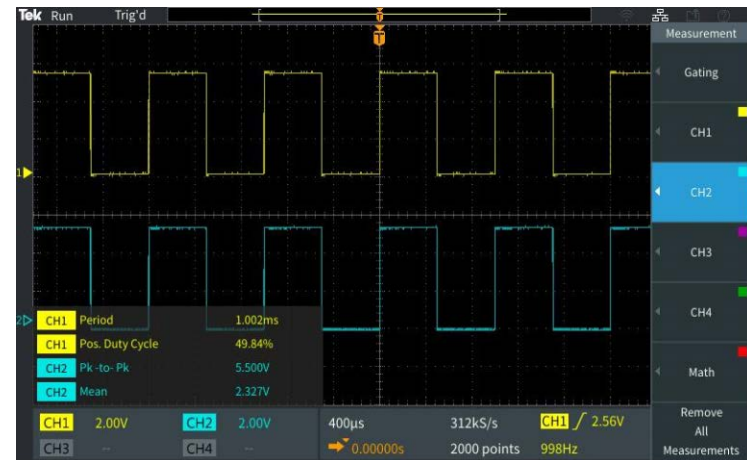 Tek Run Trig'd
T
Measurement
Gating
CH1
CH2
CH3
CH4
Math
Remove
All
Measurements
1
2
CH1 Period 1.002ms
CH1 Pos. Duty Cycle 49.84%
CH2 Pk -to- Pk 5.500V
CH2 Mean 2.327V
CH1 2.00V CH2 2.00V 400µs 312kS/s CH1 2.56V
CH3 -- CH4 -- 0.00000s 2000 points 998Hz